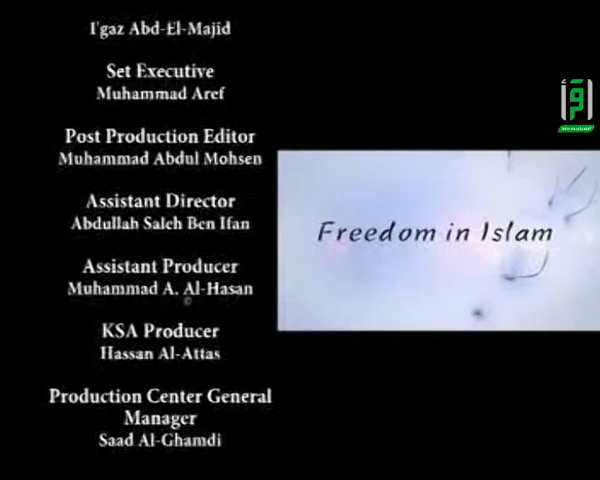 I'gaz Abd-El-Majid
Set Executive
Muhammad Aref
Post Production Editor
Muhammad Abdul Mohsen
Assistant Director
Abdullah Saleh Ben Ifan
Assistant Producer
Muhammad A. Al-Hasan
©
KSA Producer
Hassan Al-Attas
Production Center General
Manager
Saad Al-Ghamdi
Freedom in Islam
اقرأ
International